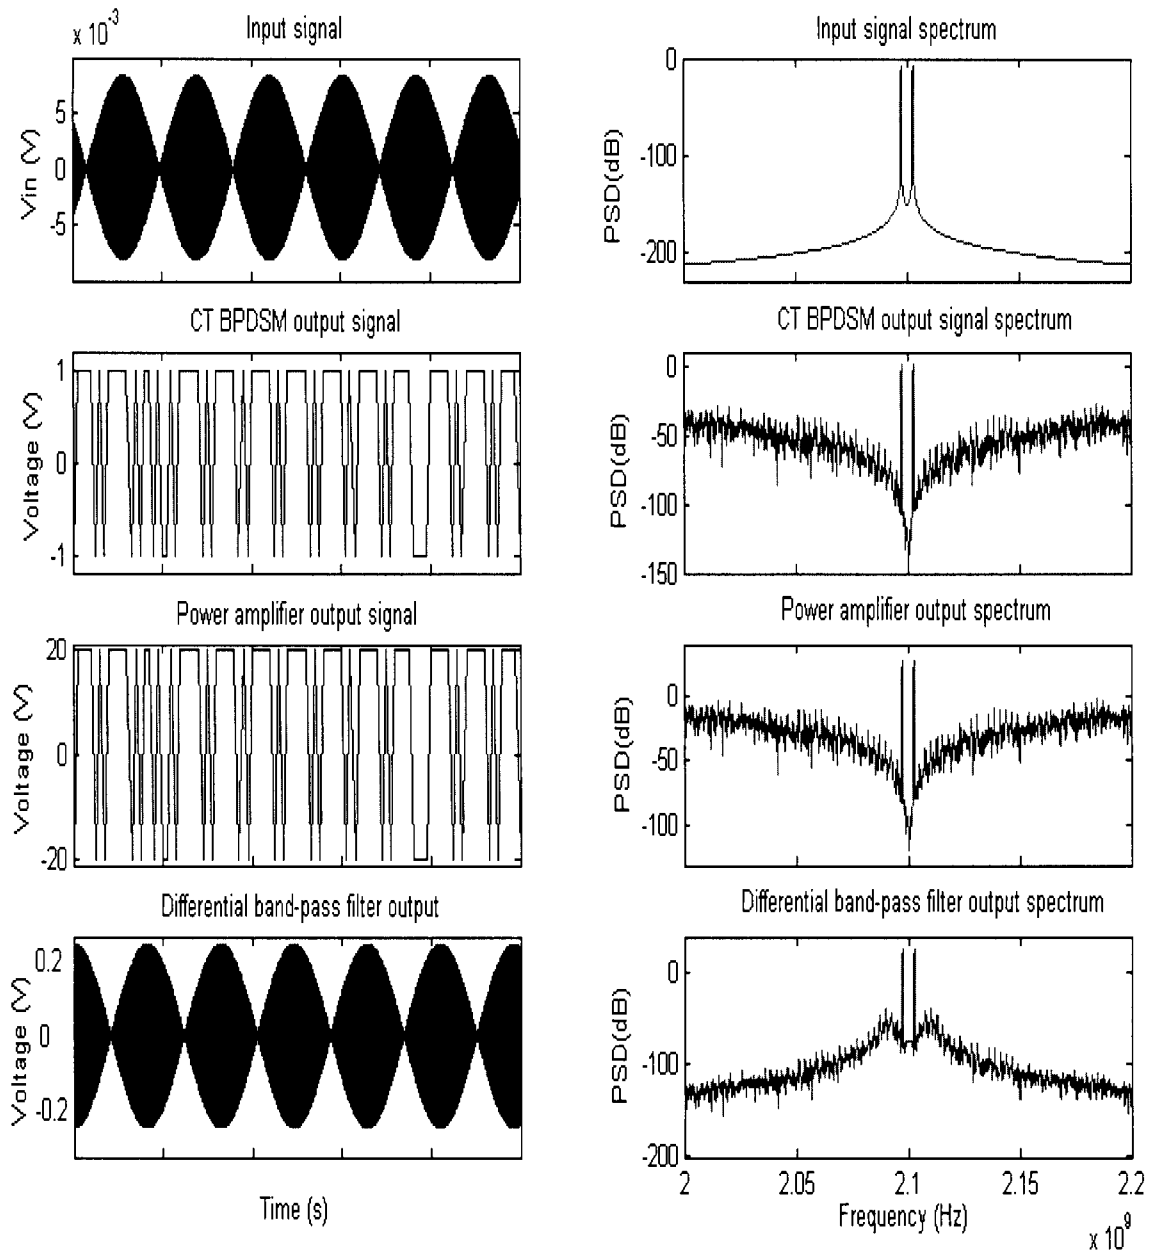 Input signal
x 10-3
5
0
-5
Vin (V)
Input signal spectrum
0
-100
-200
PSD(dB)
CT BPDSM output signal
1
0
-1
Voltage (V)
CT BPDSM output signal spectrum
0
-50
-100
-150
PSD(dB)
Power amplifier output signal
20
0
-20
Voltage (V)
Power amplifier output spectrum
0
-50
-100
PSD(dB)
Differential band-pass filter output
0.2
0
-0.2
Voltage (V)
Time (s)
Differential band-pass filter output spectrum
0
-100
-200
PSD(dB)
2 2.05 2.1 2.15 2.2
Frequency (Hz)
x 109